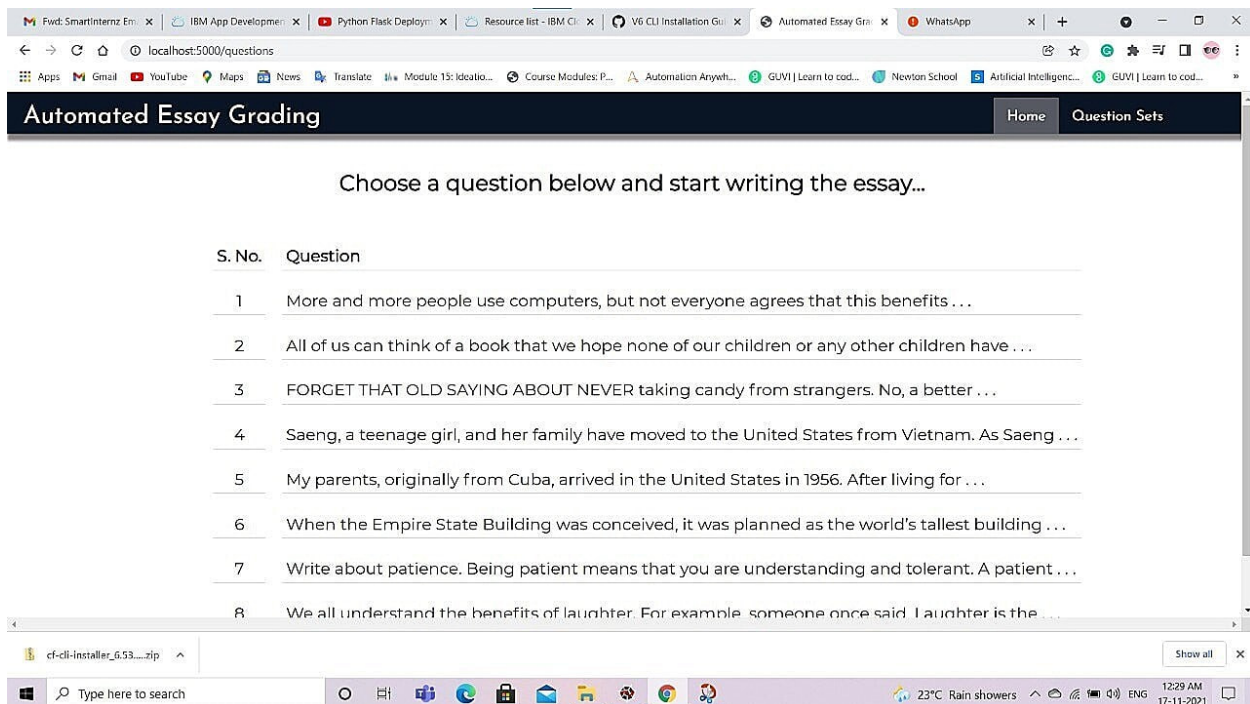 Fwd: SmartInternz Em IBM App Developmen Python Flask Deploym Resource list - IBM Cl V6 CLI Installation Gui Automated Essay Gra WhatsApp
localhost:5000/questions
Apps Gmail YouTube Maps News Translate Module 15: Ideatio... Course Modules: P... Automation Anywh... GUVI | Learn to cod... Newton School Artificial Intelligenc... GUVI | Learn to cod... »
Automated Essay Grading Home Question Sets
Choose a question below and start writing the essay...
S. No. Question
1 More and more people use computers, but not everyone agrees that this benefits . . .
2 All of us can think of a book that we hope none of our children or any other children have . . .
3 FORGET THAT OLD SAYING ABOUT NEVER taking candy from strangers. No, a better . . .
4 Saeng, a teenage girl, and her family have moved to the United States from Vietnam. As Saeng . . .
5 My parents, originally from Cuba, arrived in the United States in 1956. After living for . . .
6 When the Empire State Building was conceived, it was planned as the world's tallest building . . .
7 Write about patience. Being patient means that you are understanding and tolerant. A patient . . .
8 We all understand the benefits of laughter. For example, someone once said, Laughter is the . . .
cf-cli-installer_6.53.....zip Show all
Type here to search 23°C Rain showers ENG 12:29 AM
17-11-2021